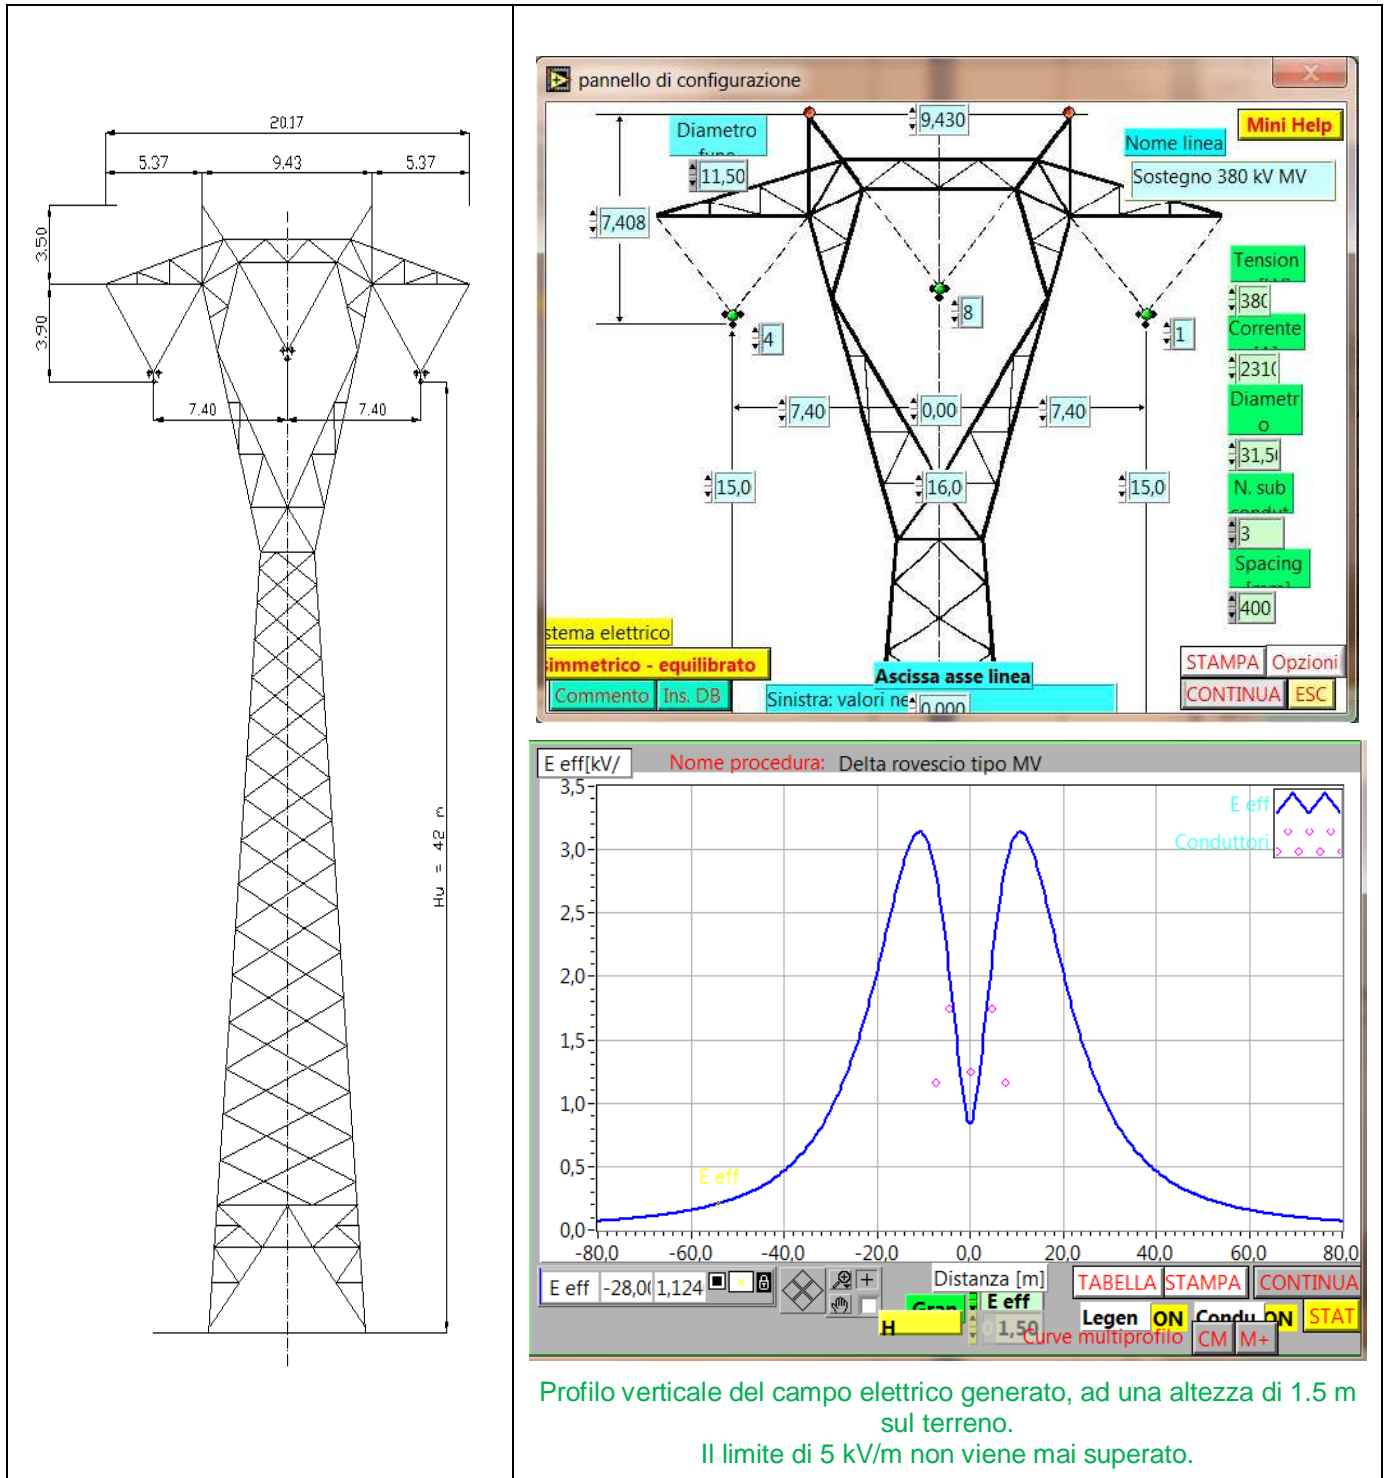 20.17
5.37
9.43
5.37
3.50
3.90
7.40
7.40
Hu = 42 m
pannello di configurazione
9,430
Mini Help
Diametro
11,50
Nome linea
Sostegno 380 kV MV
7,408
Tension
380
4
8
1
Corrente
2310
Diametr
o
7,40
0,00
7,40
31,50
15,0
16,0
15,0
N. sub
3
Spacing
400
stema elettrico
simmetrico - equilibrato
Commento
Ins. DB
Ascissa asse linea
Sinistra: valori ne
0,000
STAMPA
Opzioni
CONTINUA
ESC
E eff[kV/
Nome procedura: Delta rovescio tipo MV
3,5
3,0
2,5
2,0
1,5
1,0
0,5
0,0
E eff
Conduttori
E eff
-80,0
-60,0
-40,0
-20,0
0,0
20,0
40,0
60,0
80,0
Distanza [m]
E eff
-28,00
1,124
TABELLA
STAMPA
CONTINUA
E eff
H
1,50
Legen
ON
Condu
ON
STAT
Curve multiprofilo
CM
M+
Profilo verticale del campo elettrico generato, ad una altezza di 1.5 m
sul terreno.
Il limite di 5 kV/m non viene mai superato.